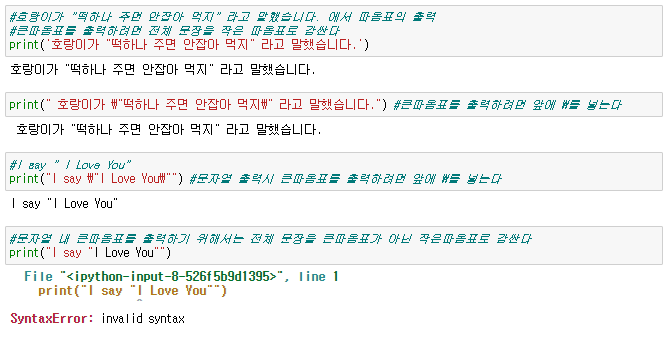 #호랑이가 "떡하나 주면 안잡아 먹지" 라고 말했습니다. 에서 따옴표의 출력
#큰따옴표를 출력하려면 전체 문장을 작은 따옴표로 감싼다
print('호랑이가 "떡하나 주면 안잡아 먹지" 라고 말했습니다.')
호랑이가 "떡하나 주면 안잡아 먹지" 라고 말했습니다.
print(" 호랑이가 ₩"떡하나 주면 안잡아 먹지₩" 라고 말했습니다.") #큰따옴표를 출력하려면 앞에 ₩를 넣는다
호랑이가 "떡하나 주면 안잡아 먹지" 라고 말했습니다.
#I say " I Love You"
print("I say ₩"I Love You₩"") #문자열 출력시 큰따옴표를 출력하려면 앞에 ₩를 넣는다
I say "I Love You"
#문자열 내 큰따옴표를 출력하기 위해서는 전체 문장을 큰따옴표가 아닌 작은따옴표로 감싼다
print("I say "I Love You"")
File "<ipython-input-8-526f5b9d1395>", line 1
print("I say "I Love You"")
^
SyntaxError: invalid syntax